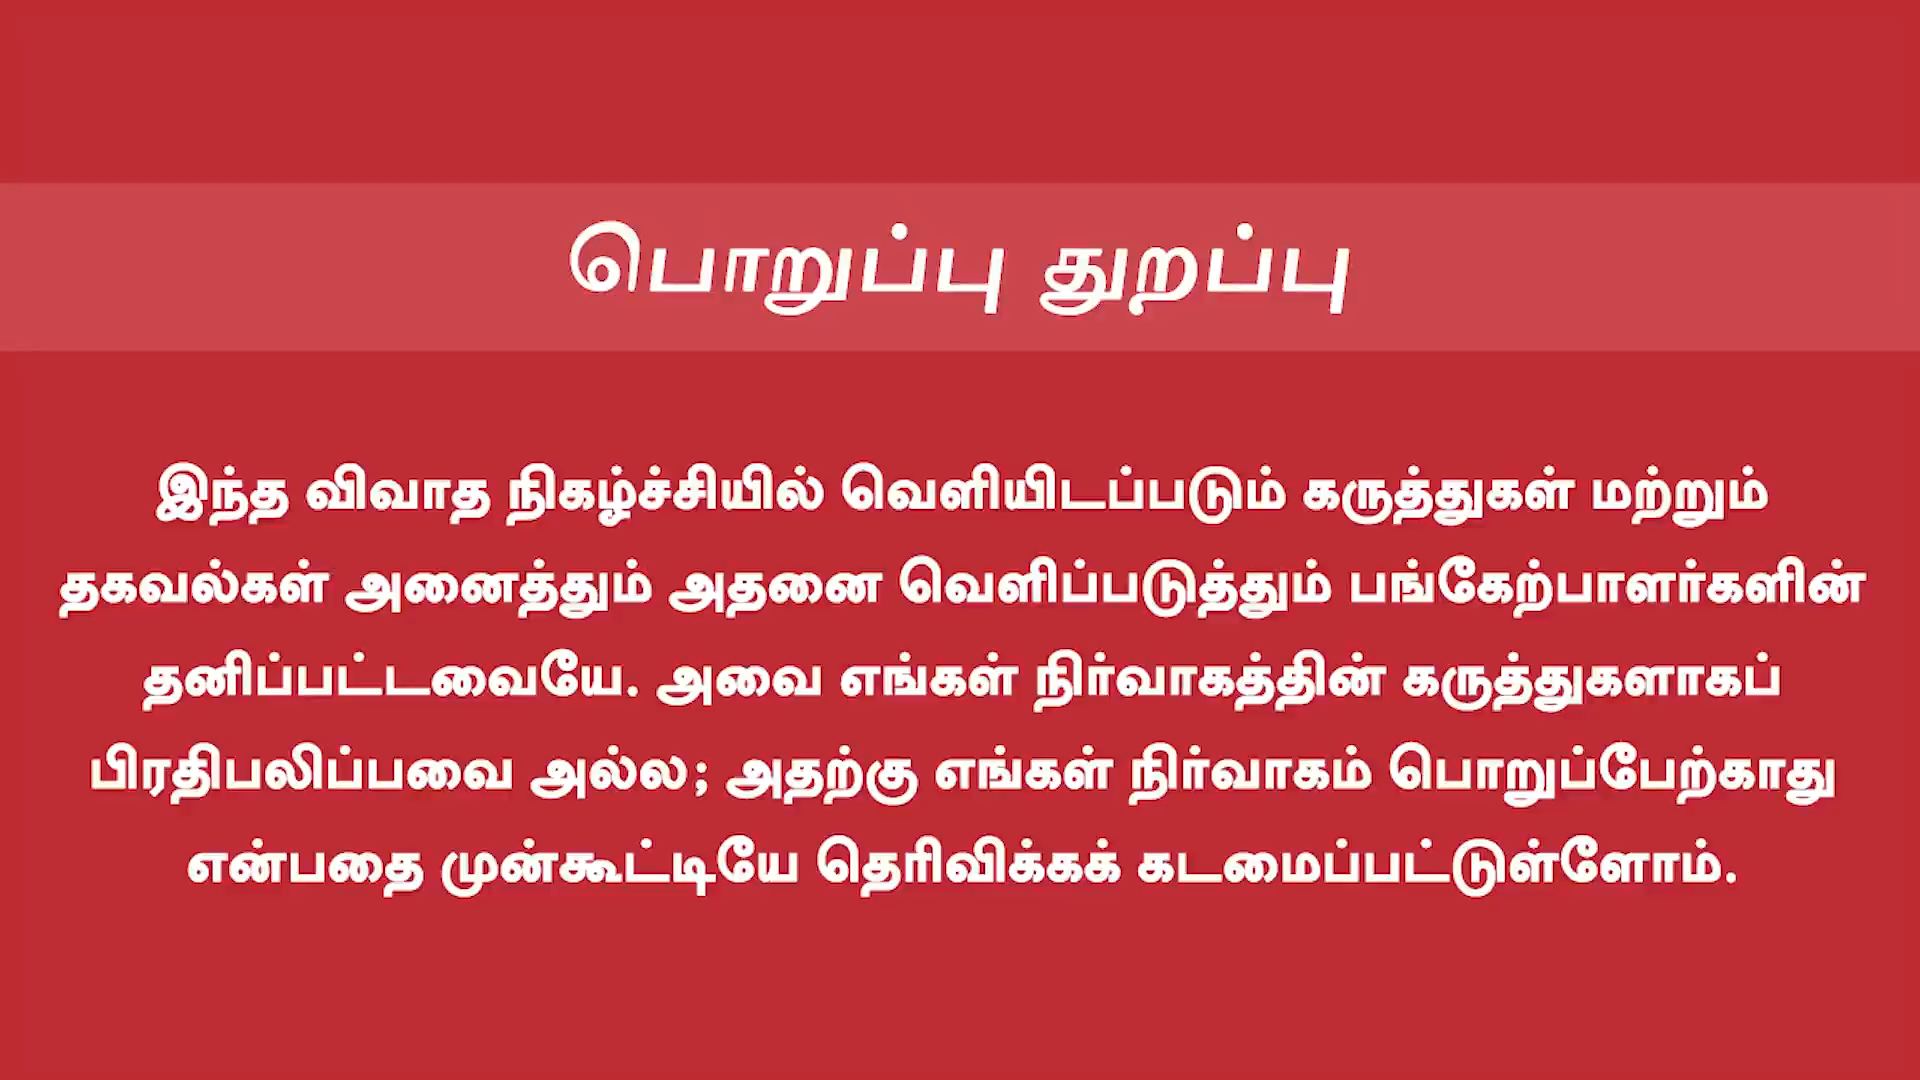 பொறுப்பு துறப்பு
இந்த விவாத நிகழ்ச்சியில் வெளியிடப்படும் கருத்துகள் மற்றும்
தகவல்கள் அனைத்தும் அதனை வெளிப்படுத்தும் பங்கேற்பாளர்களின்
தனிப்பட்டவையே. அவை எங்கள் நிர்வாகத்தின் கருத்துகளாகப்
பிரதிபலிப்பவை அல்ல; அதற்கு எங்கள் நிர்வாகம் பொறுப்பேற்காது
என்பதை முன்கூட்டியே தெரிவிக்கக் கடமைப்பட்டுள்ளோம்.